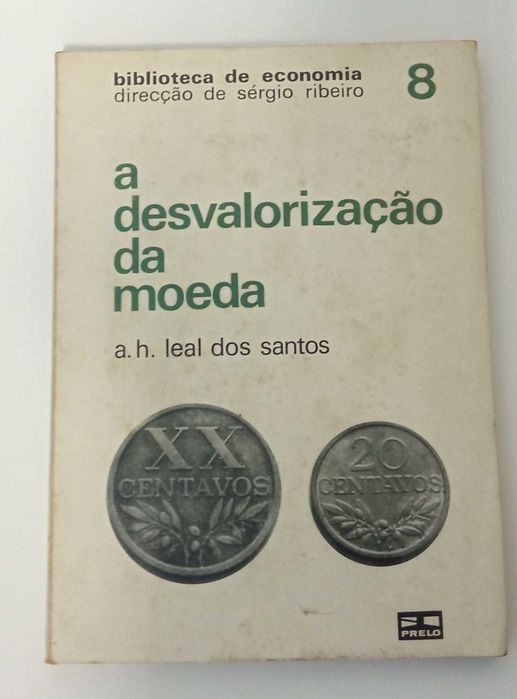 biblioteca de economia
direcção de sérgio ribeiro
8
a
desvalorização
da
moeda
a. h. leal dos santos
XX
CENTAVOS
20
CENTAVOS
PRELO